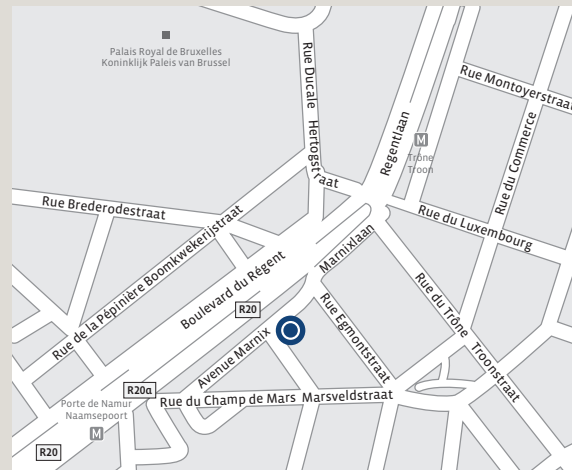 Palais Royal de Bruxelles
Koninklijk Paleis van Brussel
Rue Ducale Hertogstraat
Regentlaan
Rue Montoyerstraat
M
Trône
Troon
Rue du Commerce
Rue Brederodestraat
Rue du Luxembourg
Rue de la Pépinière Boomkwekerijstraat
Boulevard du Régent
Marnixlaan
R20
Avenue Marnix
Rue Egmontstraat
Rue du Trône Troonstraat
R20a
Rue du Champ de Mars Marsveldstraat
Porte de Namur
Naamsepoort
M
R20